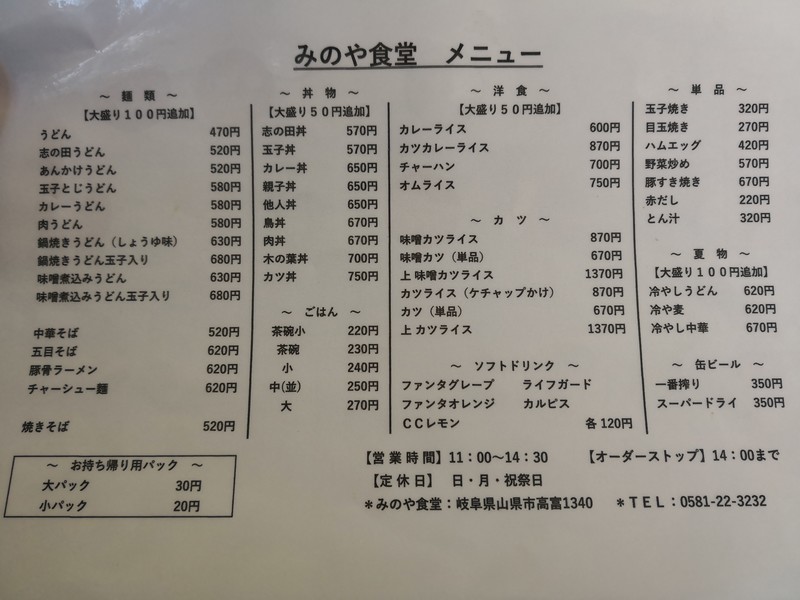 みのや食堂　メニュー
～ 麺 類 ～
【大盛り１００円追加】
うどん 470円
志の田うどん 520円
あんかけうどん 520円
玉子とじうどん 580円
カレーうどん 580円
肉うどん 580円
鍋焼きうどん（しょうゆ味） 630円
鍋焼きうどん玉子入り 680円
味噌煮込みうどん 630円
味噌煮込みうどん玉子入り 680円
中華そば 520円
五目そば 620円
豚骨ラーメン 620円
チャーシュー麵 620円
焼きそば 520円
～ お持ち帰り用パック ～
大パック 30円
小パック 20円
～ 丼 物 ～
【大盛り５０円追加】
志の田丼 570円
玉子丼 570円
カレー丼 650円
親子丼 650円
他人丼 650円
鳥丼 670円
肉丼 670円
木の葉丼 700円
カツ丼 750円
～ ごはん ～
茶碗小 220円
茶碗 230円
小 240円
中(並) 250円
大 270円
～ 洋 食 ～
【大盛り５０円追加】
カレーライス 600円
カツカレーライス 870円
チャーハン 700円
オムライス 750円
～ カ ツ ～
味噌カツライス 870円
味噌カツ（単品） 670円
上 味噌カツライス 1370円
カツライス（ケチャップかけ） 870円
カツ（単品） 670円
上 カツライス 1370円
～ ソフトドリンク ～
ファンタグレープ ライフガード
ファンタオレンジ カルピス
ＣＣレモン 各 120円
～ 単 品 ～
玉子焼き 320円
目玉焼き 270円
ハムエッグ 420円
野菜炒め 570円
豚すき焼き 670円
赤だし 220円
とん汁 320円
～ 夏 物 ～
【大盛り１００円追加】
冷やしうどん 620円
冷や麦 620円
冷やし中華 670円
～ 缶ビール ～
一番搾り 350円
スーパードライ 350円
【営 業 時 間】11：00～14：30 【オーダーストップ】14：00まで
【定 休 日】 日・月・祝祭日
＊みのや食堂：岐阜県山県市高富1340 ＊ＴＥＬ：0581-22-3232